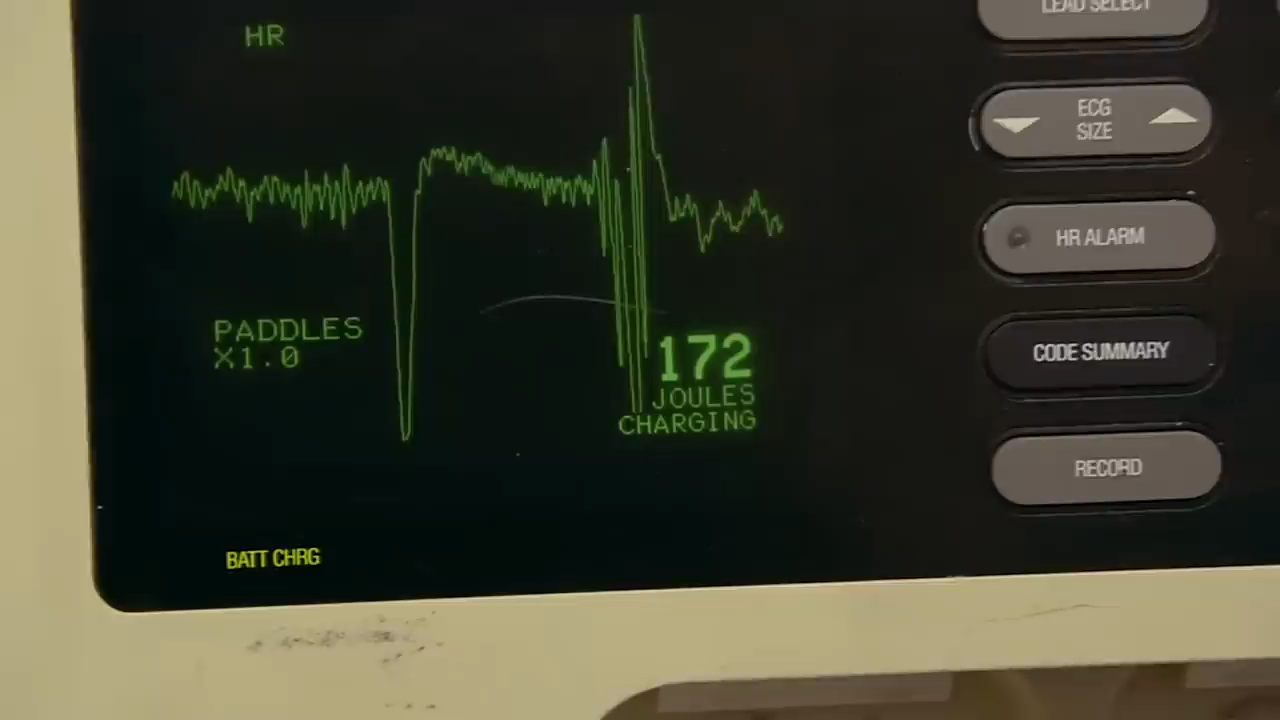 LEAD SELECT
HR
ECG
SIZE
HR ALARM
PADDLES
X1.0
172
JOULES
CHARGING
CODE SUMMARY
RECORD
BATT CHRG